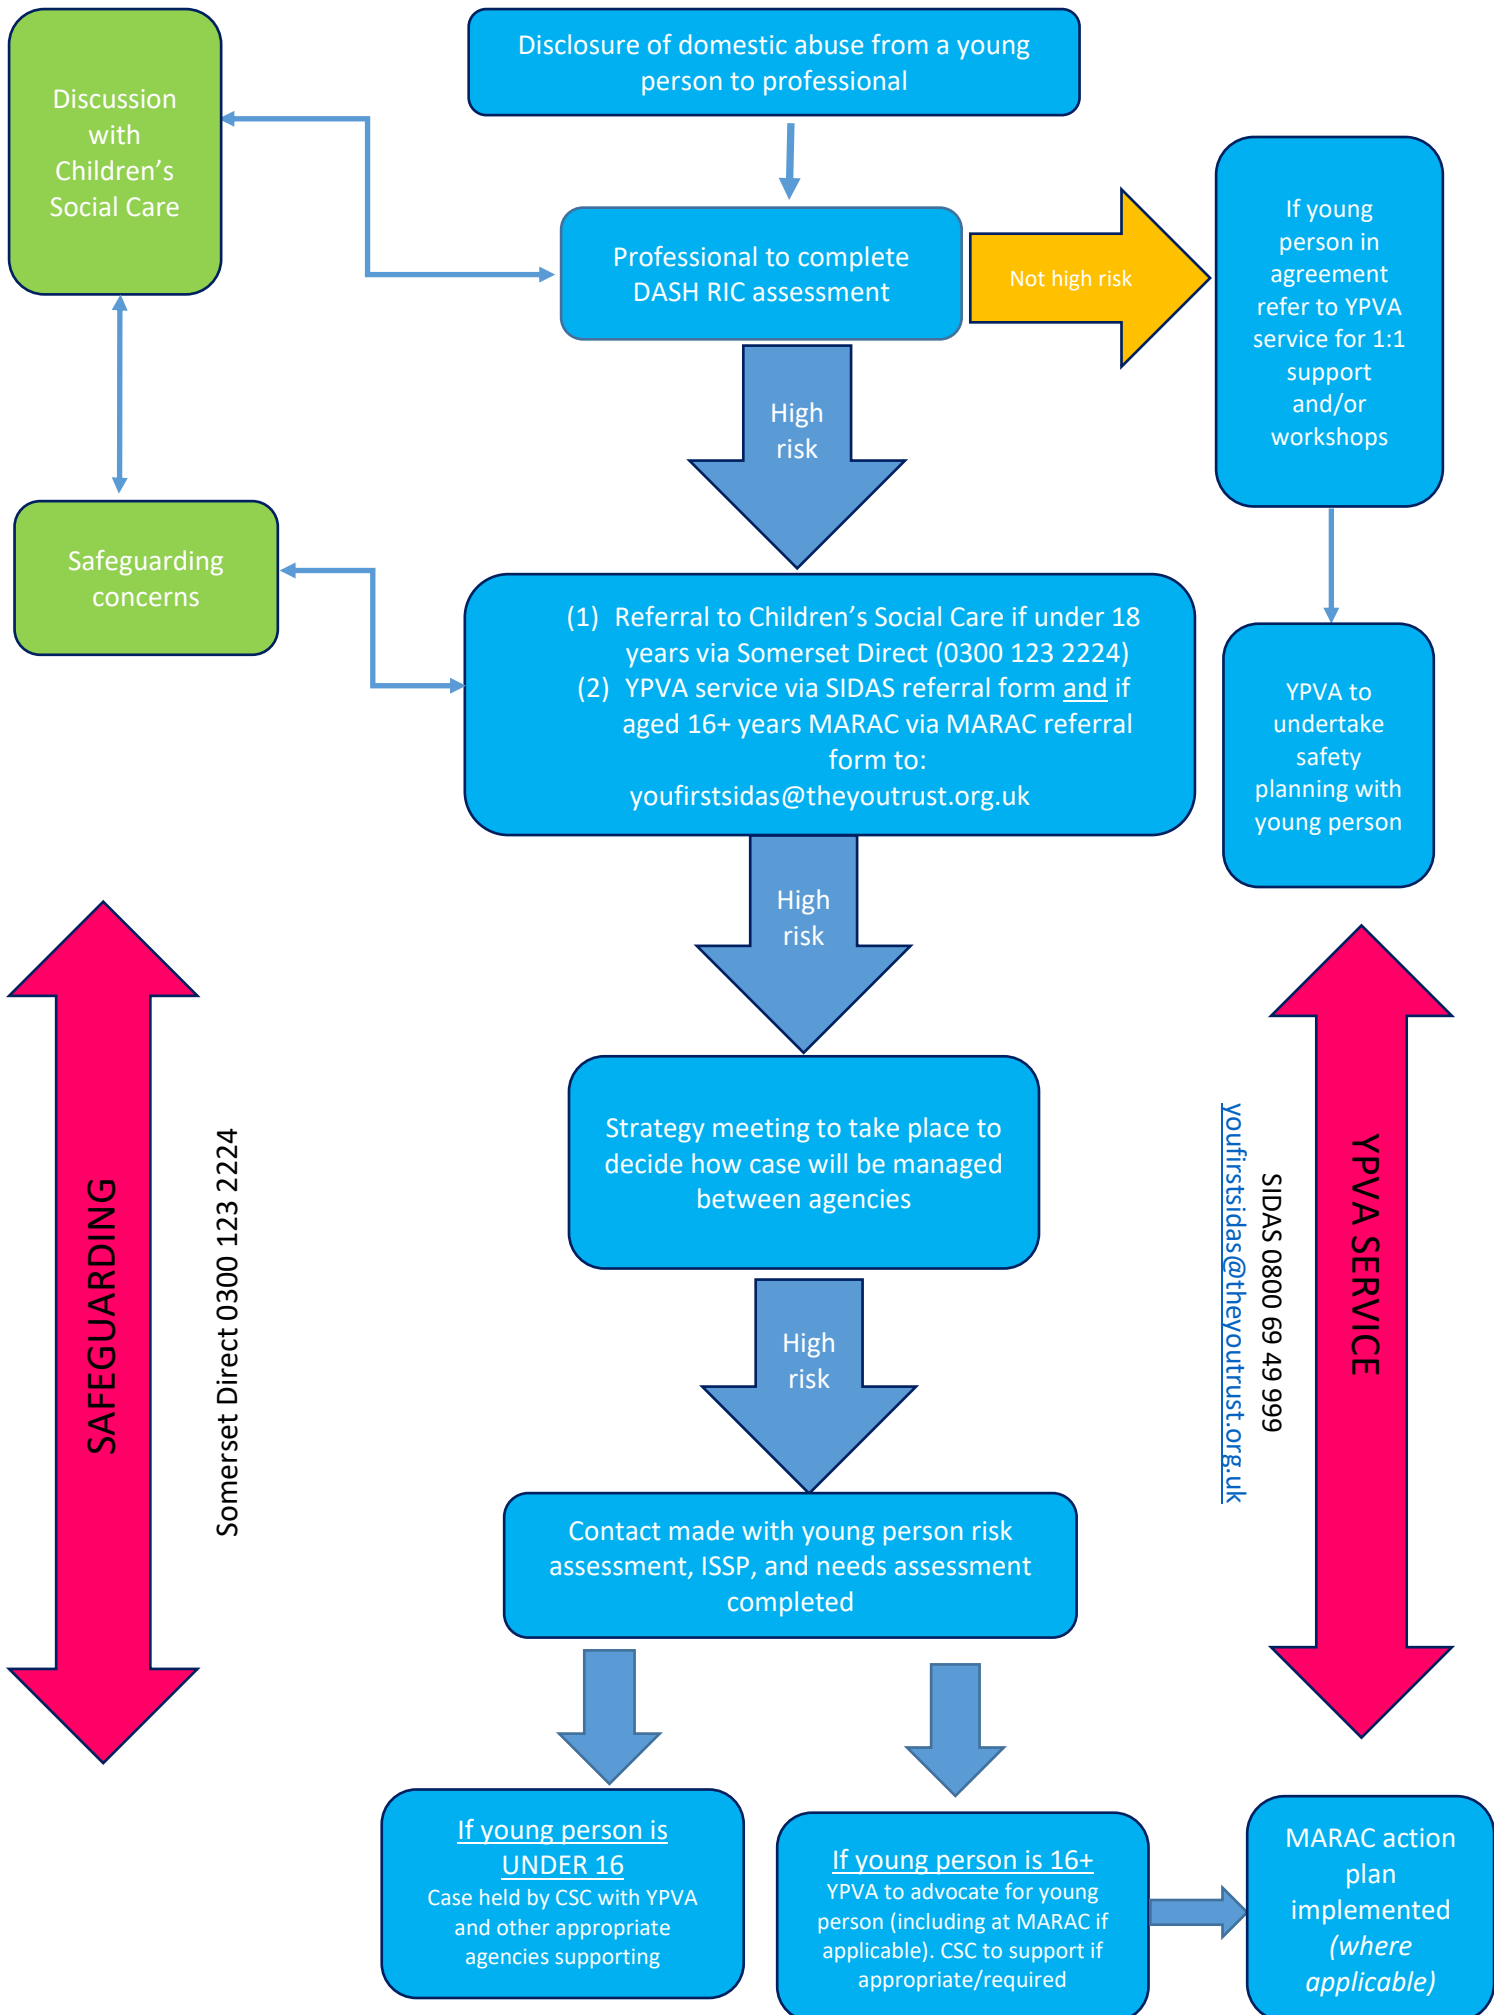 Disclosure of domestic abuse from a young
person to professional
Discussion
with
Children's
Social Care
Professional to complete
DASH RIC assessment
Not high risk
If young
person in
agreement
refer to YPVA
service for 1:1
support
and/or
workshops
High
risk
Safeguarding
concerns
(1) Referral to Children's Social Care if under 18
years via Somerset Direct (0300 123 2224)
(2) YPVA service via SIDAS referral form and if
aged 16+ years MARAC via MARAC referral
form to:
youfirstsidas@theyoutrust.org.uk
YPVA to
undertake
safety
planning with
young person
High
risk
SAFEGUARDING
Somerset Direct 0300 123 2224
Strategy meeting to take place to
decide how case will be managed
between agencies
YPVA SERVICE
SIDAS 0800 69 49 999
youfirstsidas@theyoutrust.org.uk
High
risk
Contact made with young person risk
assessment, ISSP, and needs assessment
completed
If young person is
UNDER 16
Case held by CSC with YPVA
and other appropriate
agencies supporting
If young person is 16+
YPVA to advocate for young
person (including at MARAC if
applicable). CSC to support if
appropriate/required
MARAC action
plan
implemented
(where
applicable)